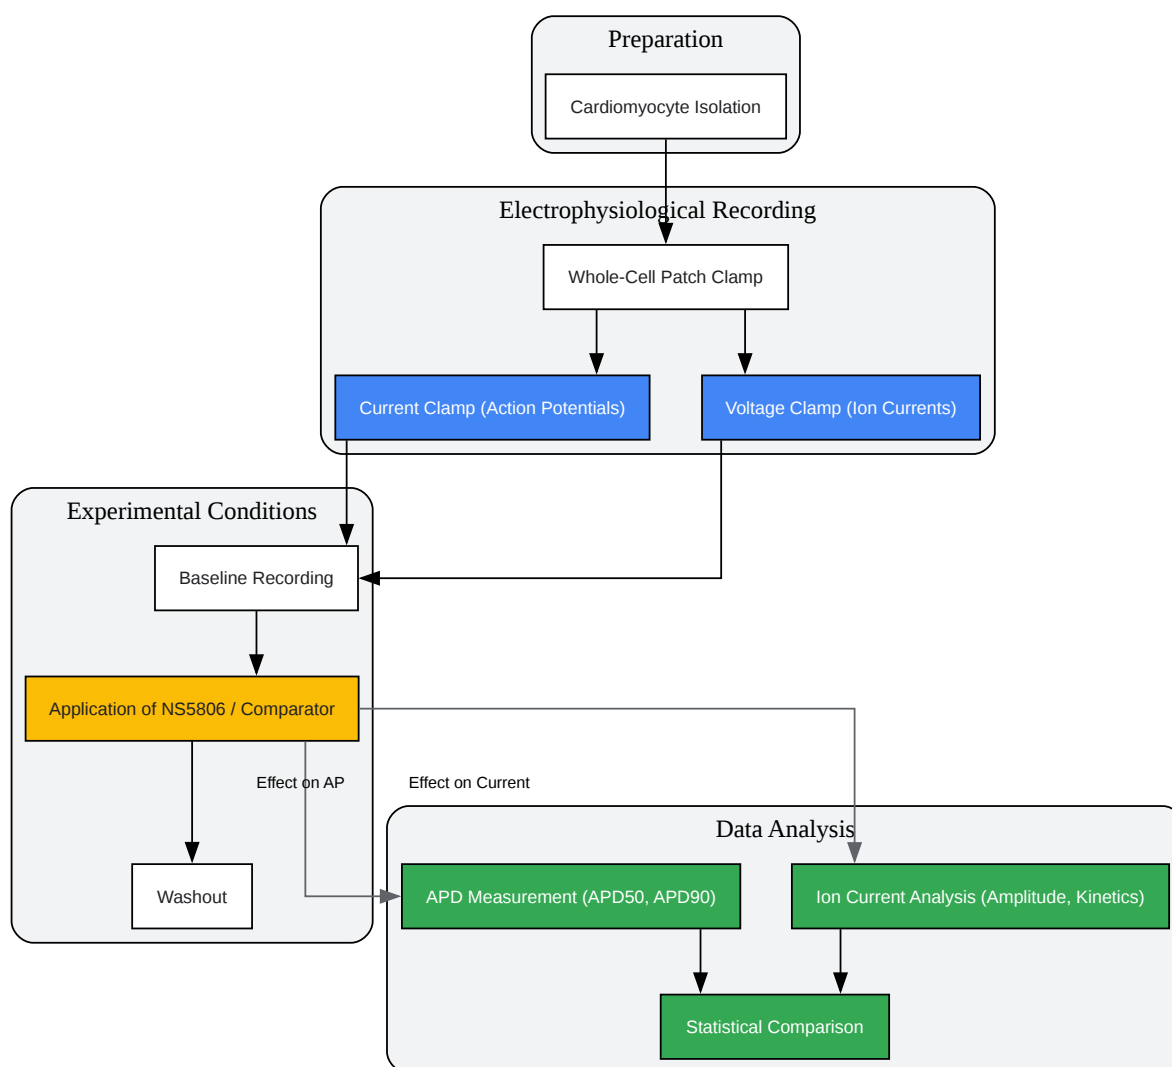 Preparation
Cardiomyocyte Isolation
Electrophysiological Recording
Whole-Cell Patch Clamp
Current Clamp (Action Potentials)
Voltage Clamp (Ion Currents)
Experimental Conditions
Baseline Recording
Application of NS5806 / Comparator
Effect on AP
Effect on Current
Data Analysis
Washout
APD Measurement (APD50, APD90)
Ion Current Analysis (Amplitude, Kinetics)
Statistical Comparison